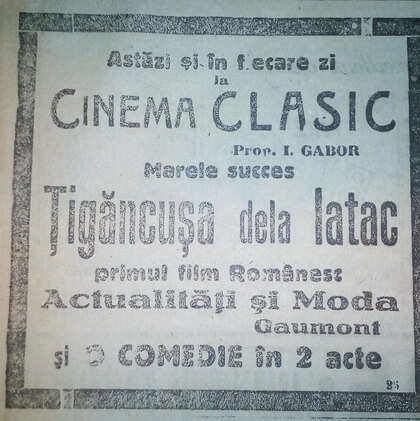 Astăzi și în fiecare zi
la
CINEMA CLASIC
Prop. I. GABOR
Marele succes
Țigăncușa dela Iatac
primul film Românesc
Actualități și Moda
Gaumont
și O COMEDIE în 2 acte